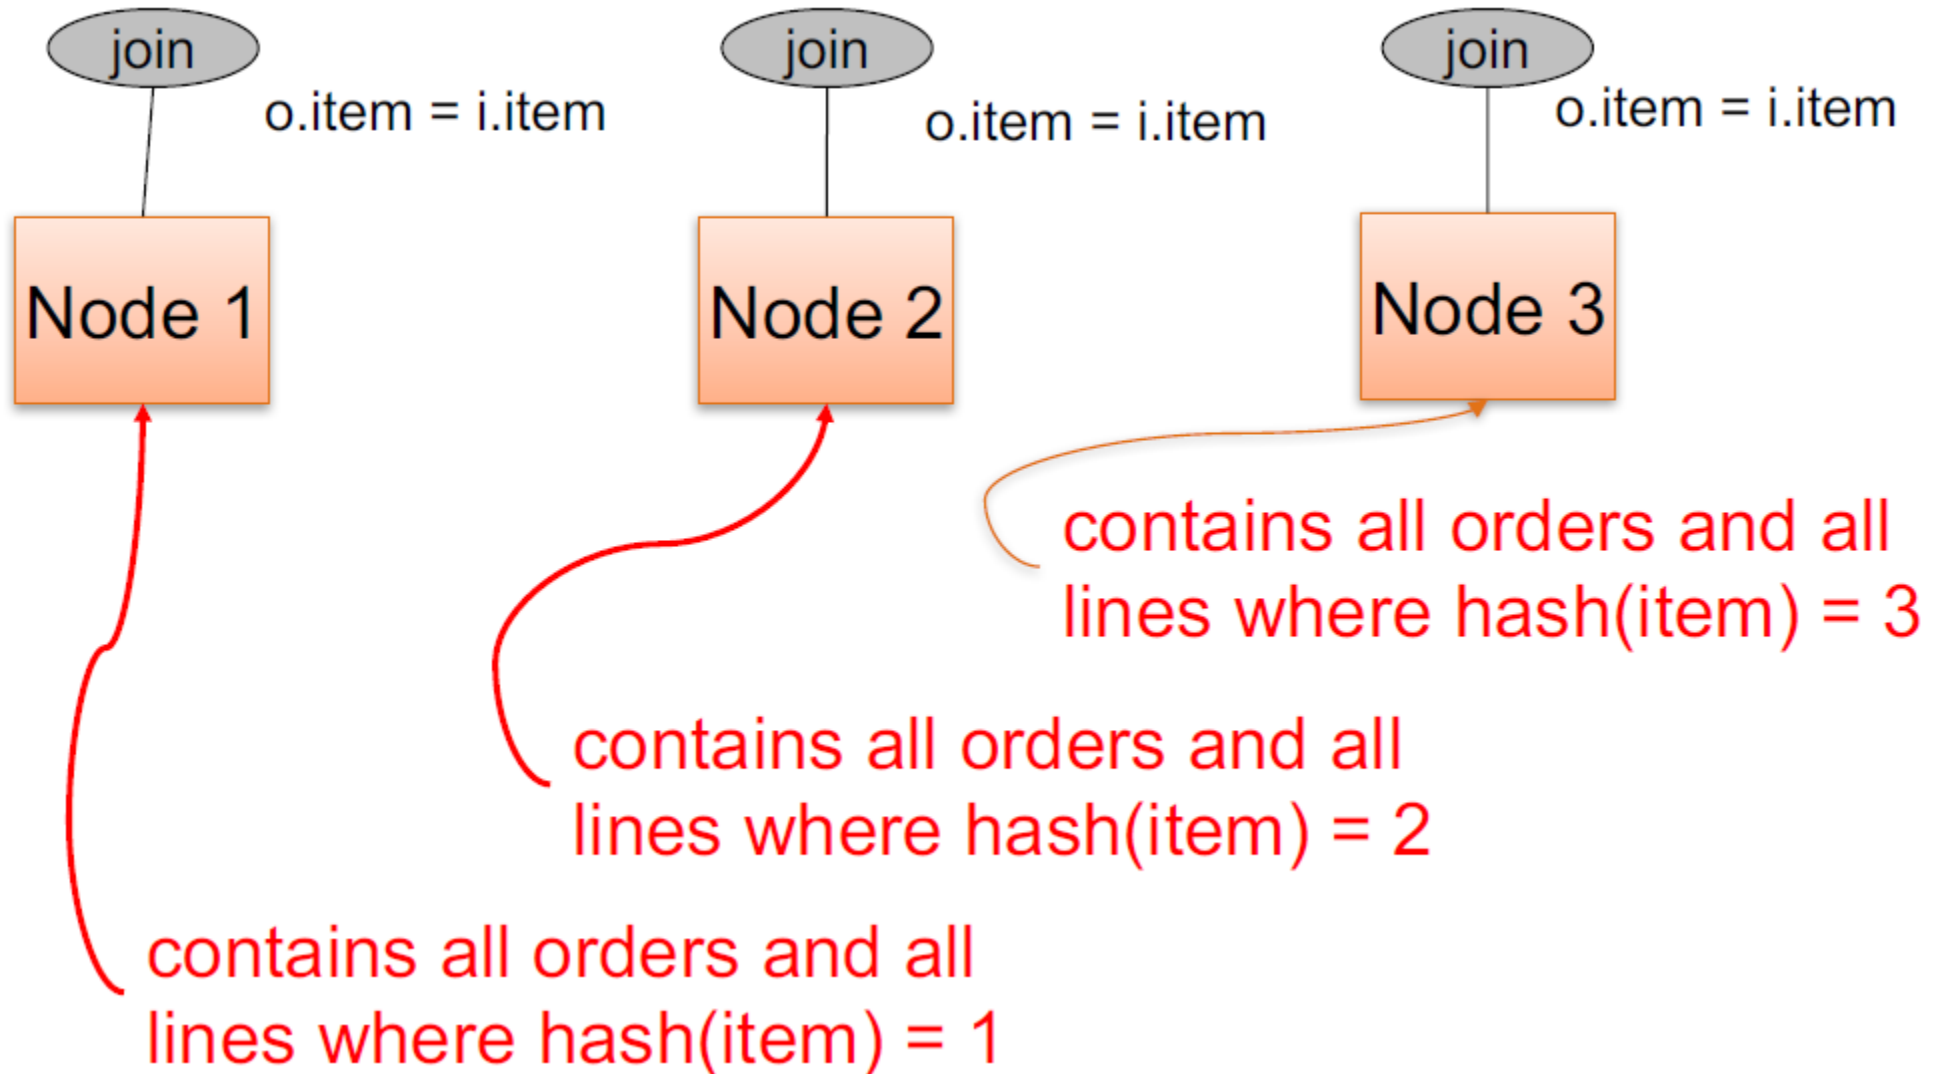 join
join
join
o.item = i.item
o.item = i.item
o.item = i.item
Node 1
Node 2
Node 3
contains all orders and all
lines where hash(item) = 3
contains all orders and all
lines where hash(item) = 2
contains all orders and all
lines where hash(item) = 1